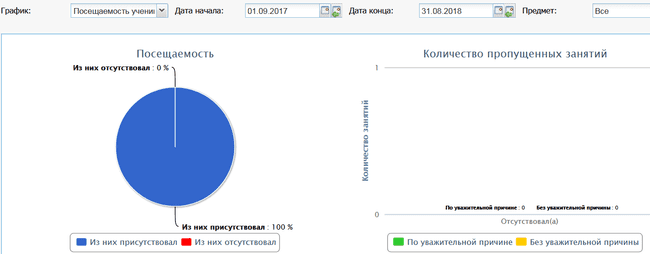 График: Посещаемость учени Дата начала: 01.09.2017 Дата конца: 31.08.2018 Предмет: Все
Посещаемость
Из них отсутствовал : 0 %
Из них присутствовал : 100 %
Из них присутствовал Из них отсутствовал
Количество пропущенных занятий
1
Количество занятий
По уважительной причине : 0 Без уважительной причины : 0
0
Отсутствовал(а)
По уважительной причине Без уважительной причины